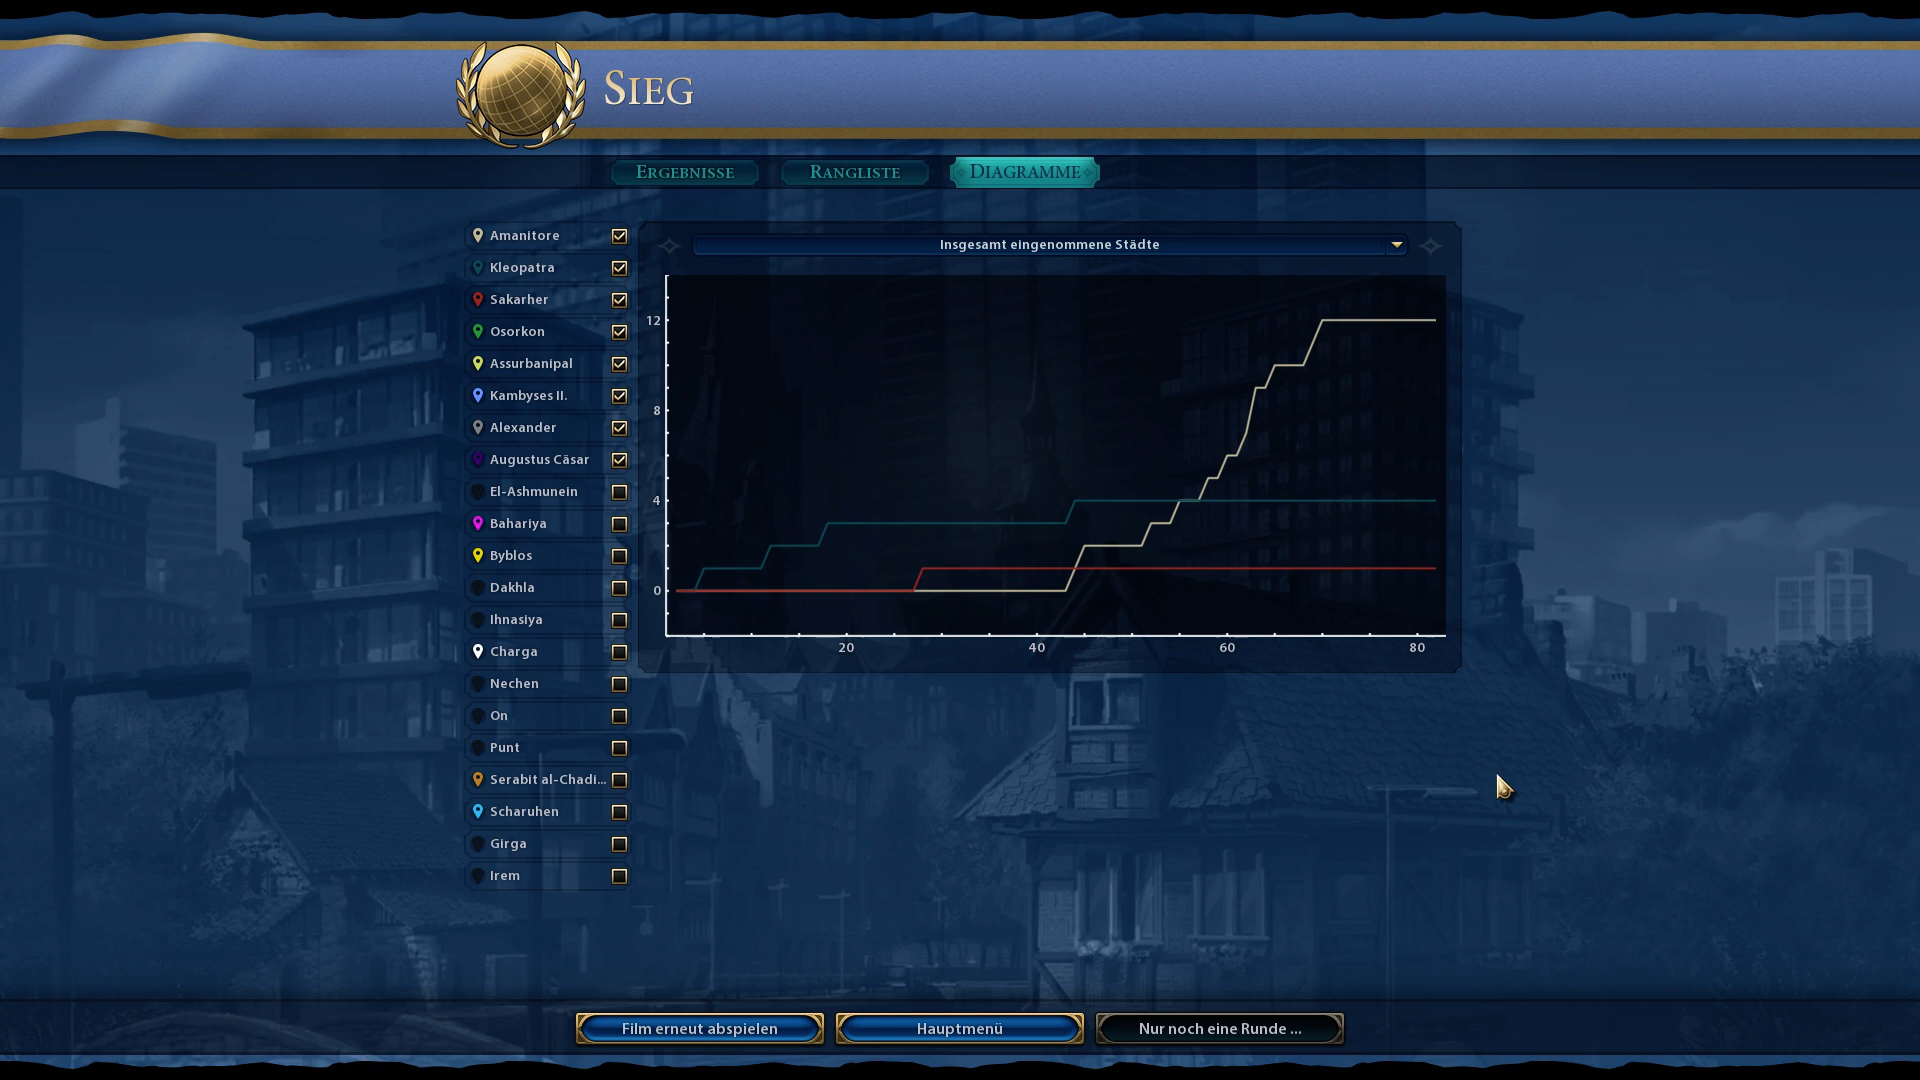 SIEG
ERGEBNISSE RANGLISTE DIAGRAMME
Amanitore
Kleopatra
Sakarher
Osorkon
Assurbanipal
Kambyses II.
Alexander
Augustus Cäsar
El-Ashmunein
Bahariya
Byblos
Dakhla
Ihnasiya
Charga
Nechen
On
Punt
Serabit al-Chadi...
Scharuhen
Girga
Irem
Insgesamt eingenommene Städte
12
8
4
0
20 40 60 80
Film erneut abspielen Hauptmenü Nur noch eine Runde ...